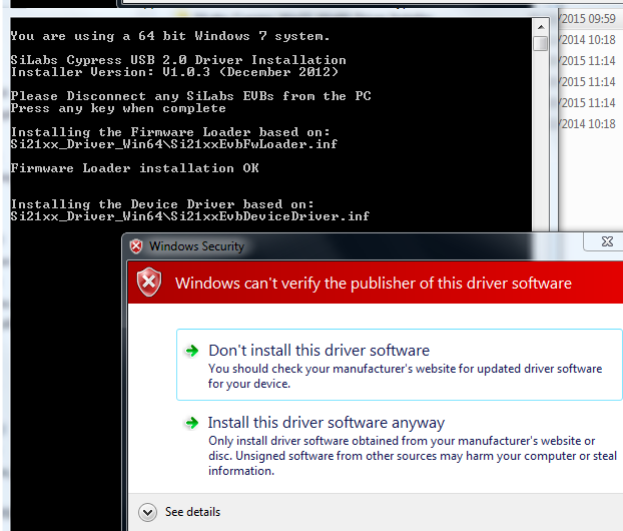 /2015 09:59
You are using a 64 bit Windows 7 system.
/2014 10:18
SiLabs Cypress USB 2.0 Driver Installation
/2015 11:14
Installer Version: V1.0.3 (December 2012)
/2015 11:14
Please Disconnect any SiLabs EVBs from the PC
/2015 11:14
Press any key when complete
/2014 10:18
Installing the Firmware Loader based on:
Si21xx_Driver_Win64\Si21xxEvbFwLoader.inf
Firmware Loader installation OK
Installing the Device Driver based on:
Si21xx_Driver_Win64\Si21xxEvbDeviceDriver.inf
Windows Security
Windows can't verify the publisher of this driver software
Don't install this driver software
You should check your manufacturer's website for updated driver software
for your device.
Install this driver software anyway
Only install driver software obtained from your manufacturer's website or
disc. Unsigned software from other sources may harm your computer or steal
information.
See details